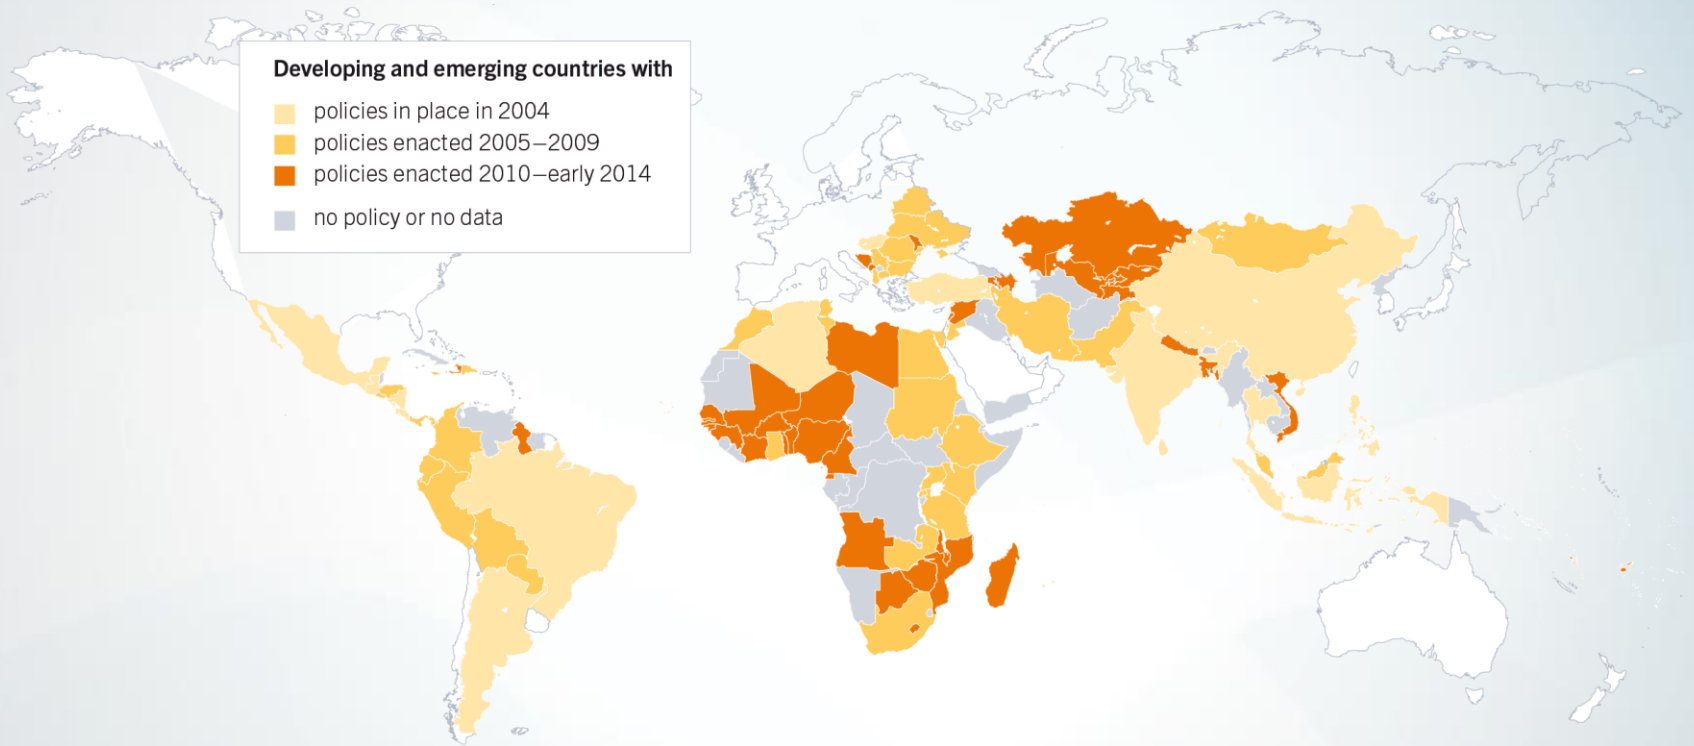 Developing and emerging countries with
policies in place in 2004
policies enacted 2005–2009
policies enacted 2010–early 2014
no policy or no data